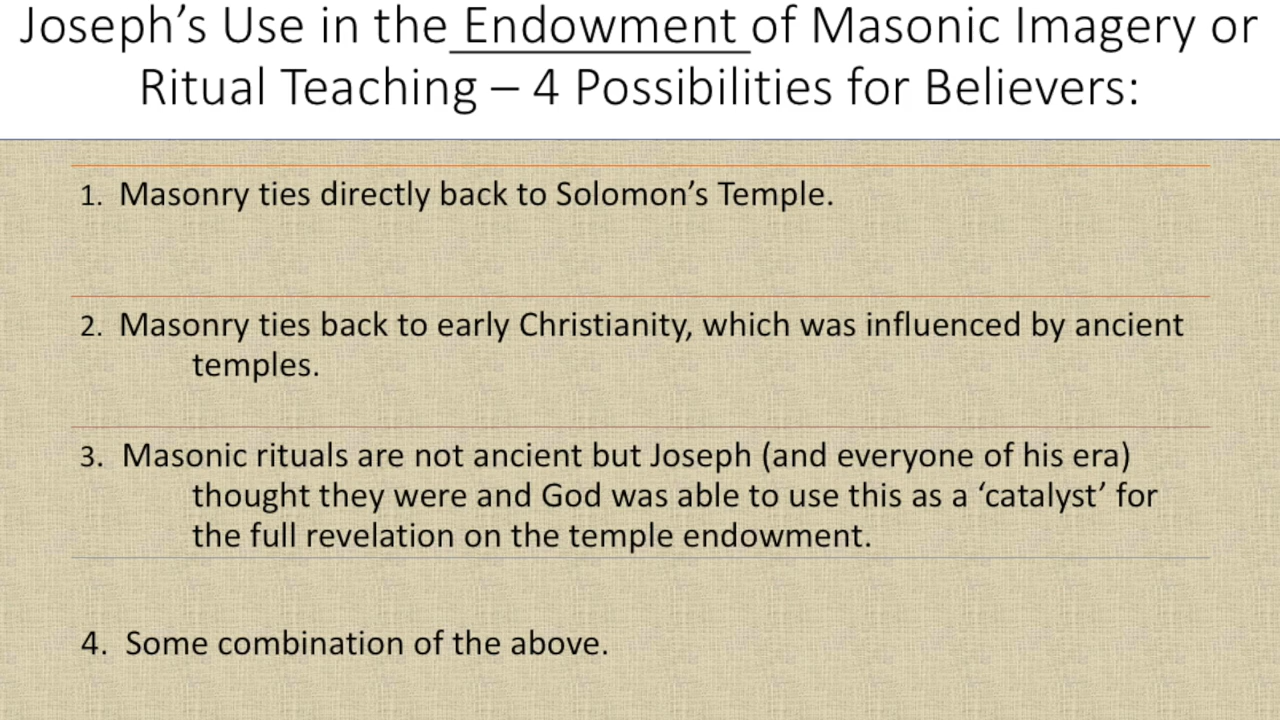 Joseph’s Use in the Endowment of Masonic Imagery or
Ritual Teaching – 4 Possibilities for Believers:
1. Masonry ties directly back to Solomon’s Temple.
2. Masonry ties back to early Christianity, which was influenced by ancient
temples.
3. Masonic rituals are not ancient but Joseph (and everyone of his era)
thought they were and God was able to use this as a ‘catalyst’ for
the full revelation on the temple endowment.
4. Some combination of the above.